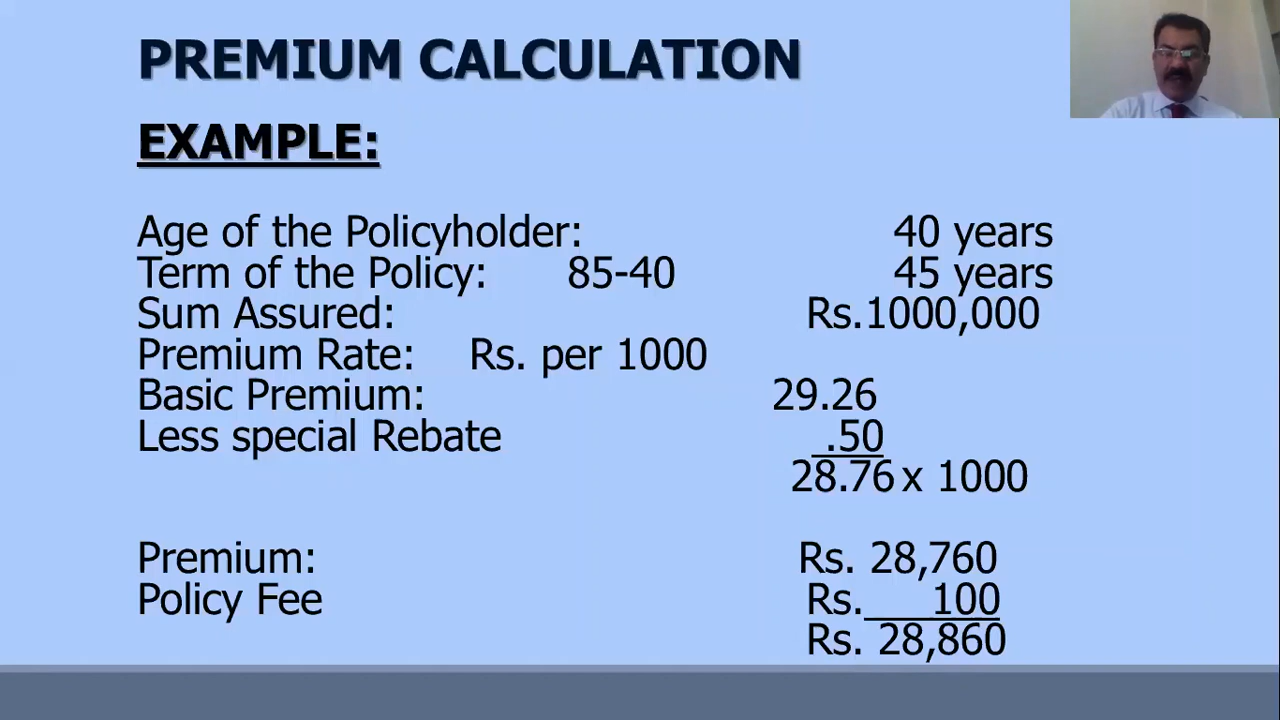 PREMIUM CALCULATION
EXAMPLE:
Age of the Policyholder: 40 years
Term of the Policy: 85-40 45 years
Sum Assured: Rs.1000,000
Premium Rate: Rs. per 1000
Basic Premium: 29.26
Less special Rebate .50
28.76 x 1000
Premium: Rs. 28,760
Policy Fee Rs. 100
Rs. 28,860